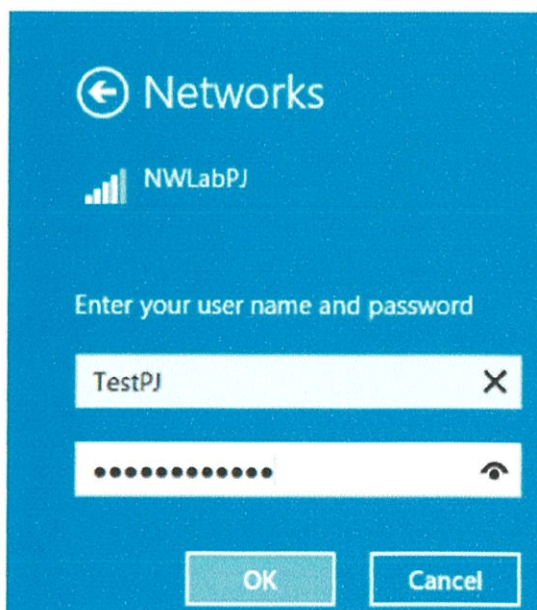 Networks
NWLabPJ
Enter your user name and password
TestPJ
••••••••••••
OK
Cancel